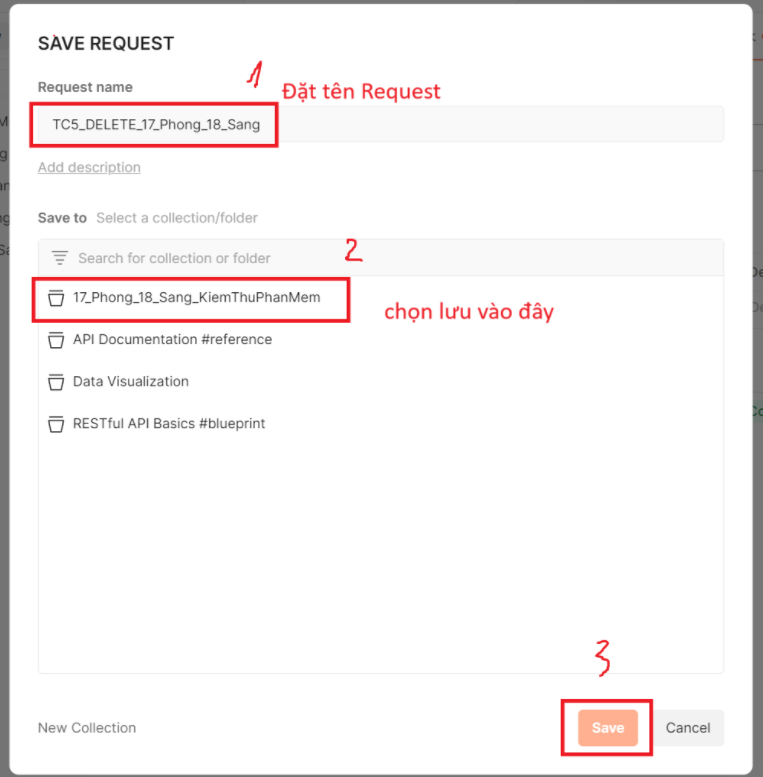 SAVE REQUEST
1
Request name
Đặt tên Request
TC5_DELETE_17_Phong_18_Sang
Add description
Save to Select a collection/folder
2
Search for collection or folder
17_Phong_18_Sang_KiemThuPhanMem
chọn lưu vào đây
API Documentation #reference
Data Visualization
RESTful API Basics #blueprint
3
New Collection
Save
Cancel